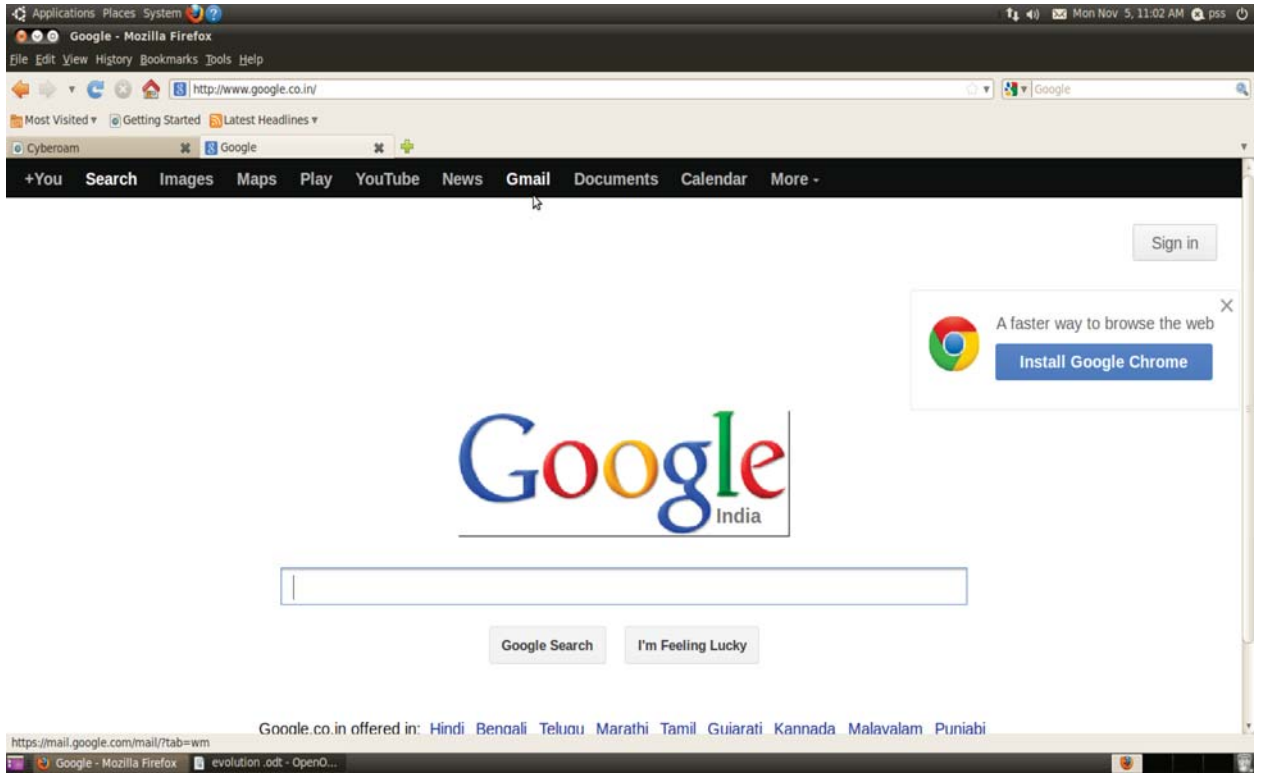 Applications Places System Mon Nov 5, 11:02 AM pss
Google - Mozilla Firefox
File Edit View History Bookmarks Tools Help
http://www.google.co.in/ Google
Most Visited Getting Started Latest Headlines
Cyberoam Google
+You Search Images Maps Play YouTube News Gmail Documents Calendar More
Sign in
A faster way to browse the web
Install Google Chrome
Google
India
Google Search I'm Feeling Lucky
Google.co.in offered in: Hindi Bengali Telugu Marathi Tamil Gujarati Kannada Malayalam Punjabi
https://mail.google.com/mail/?tab=wm
Google - Mozilla Firefox evolution .odt - OpenO...